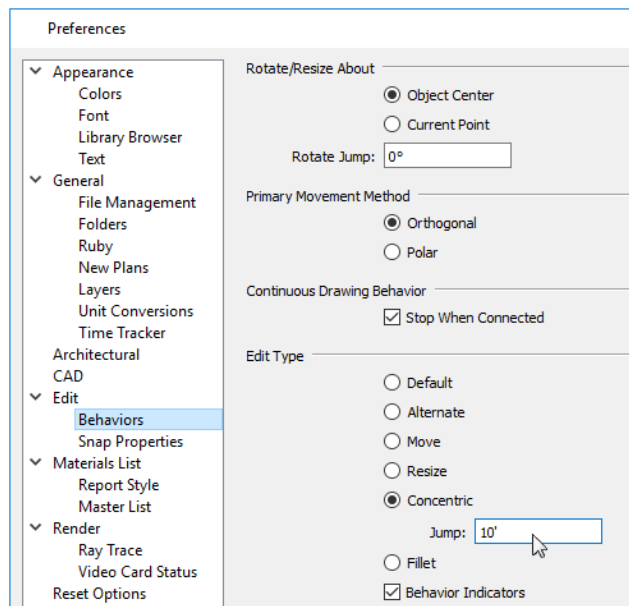 Preferences
Appearance
Colors
Font
Library Browser
Text
General
File Management
Folders
Ruby
New Plans
Layers
Unit Conversions
Time Tracker
Architectural
CAD
Edit
Behaviors
Snap Properties
Materials List
Report Style
Master List
Render
Ray Trace
Video Card Status
Reset Options
Rotate/Resize About
Object Center
Current Point
Rotate Jump: 0°
Primary Movement Method
Orthogonal
Polar
Continuous Drawing Behavior
Stop When Connected
Edit Type
Default
Alternate
Move
Resize
Concentric
Jump: 10'
Fillet
Behavior Indicators